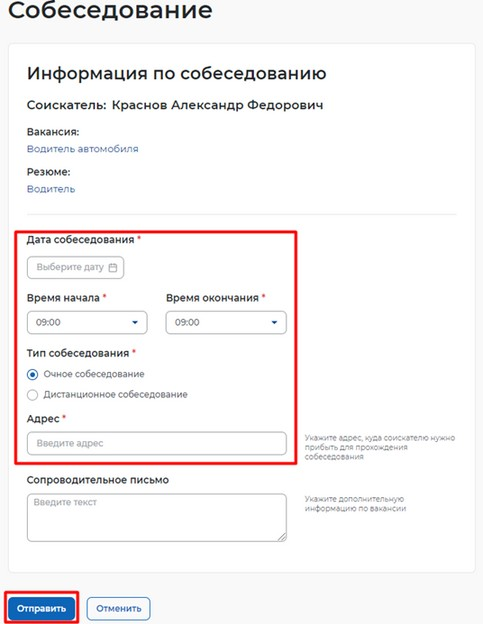 Собеседование
Информация по собеседованию
Соискатель: Краснов Александр Федорович
Вакансия:
Водитель автомобиля
Резюме:
Водитель
Дата собеседования *
Выберите дату
Время начала * Время окончания *
09:00 09:00
Тип собеседования *
Очное собеседование
Дистанционное собеседование
Адрес *
Введите адрес
Укажите адрес, куда соискателю нужно
прибыть для прохождения
собеседования
Сопроводительное письмо
Введите текст
Укажите дополнительную
информацию по вакансии
Отправить Отменить